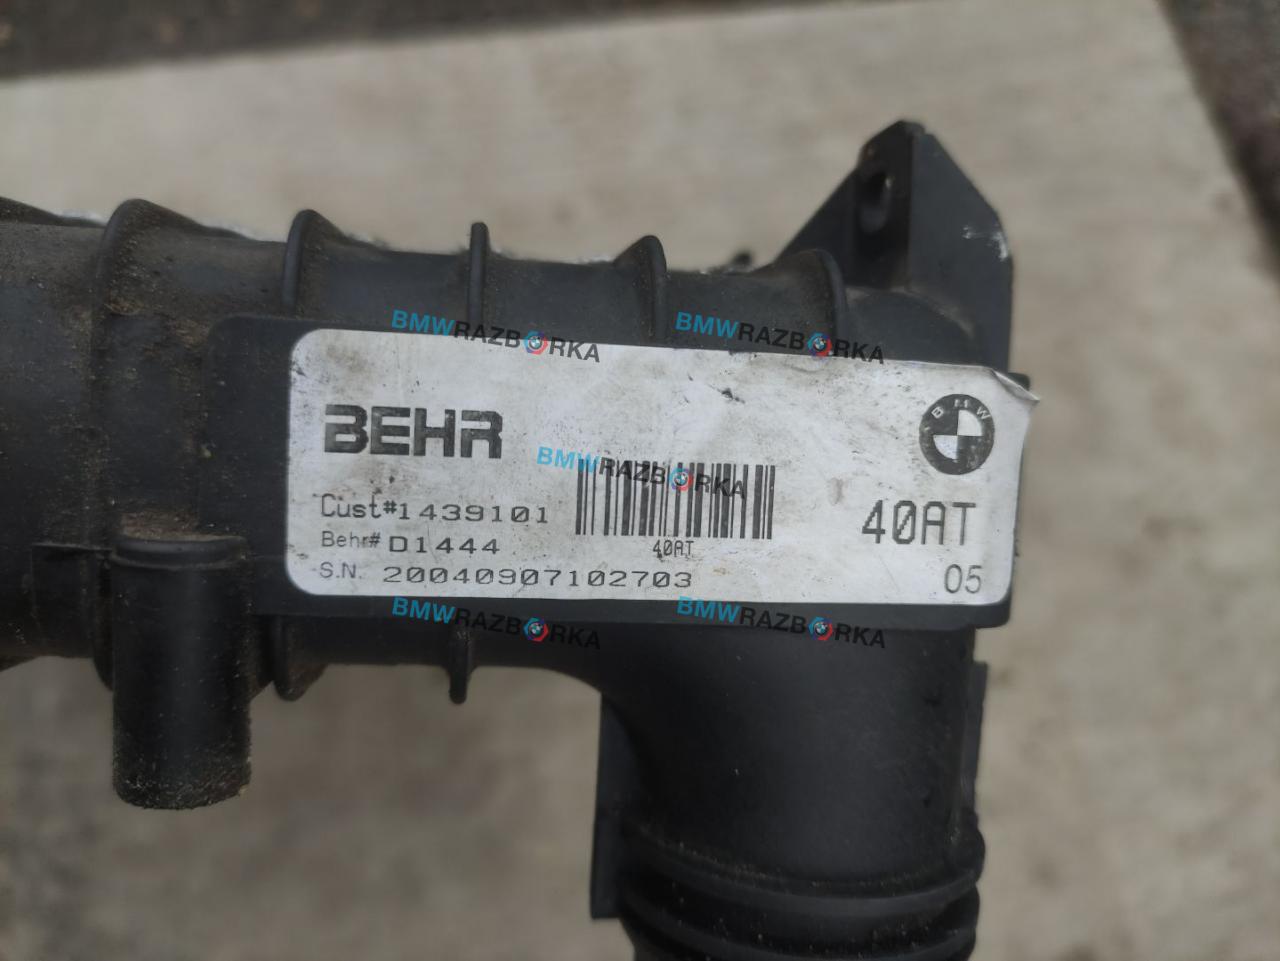 BMWRAZBORKA
BMWRAZBORKA
BEHR
BMW
BMWRAZBORKA
Cust#1439101
40AT
Behr# D1444
40AT
S.N. 20040907102703
05
BMWRAZBORKA
BMWRAZBORKA